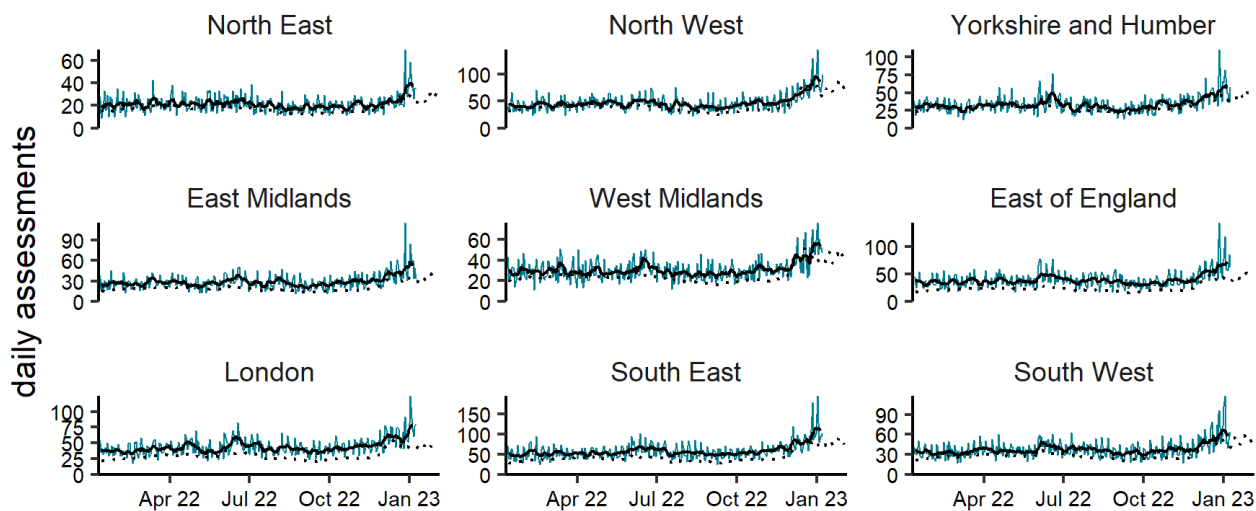 North East
North West
Yorkshire and Humber
60
40
20
0
100
50
0
100
75
50
25
0
daily assessments
East Midlands
West Midlands
East of England
90
60
30
0
60
40
20
0
100
50
0
London
South East
South West
100
75
50
25
0
150
100
50
0
90
60
30
0
Apr 22 Jul 22 Oct 22 Jan 23
Apr 22 Jul 22 Oct 22 Jan 23
Apr 22 Jul 22 Oct 22 Jan 23